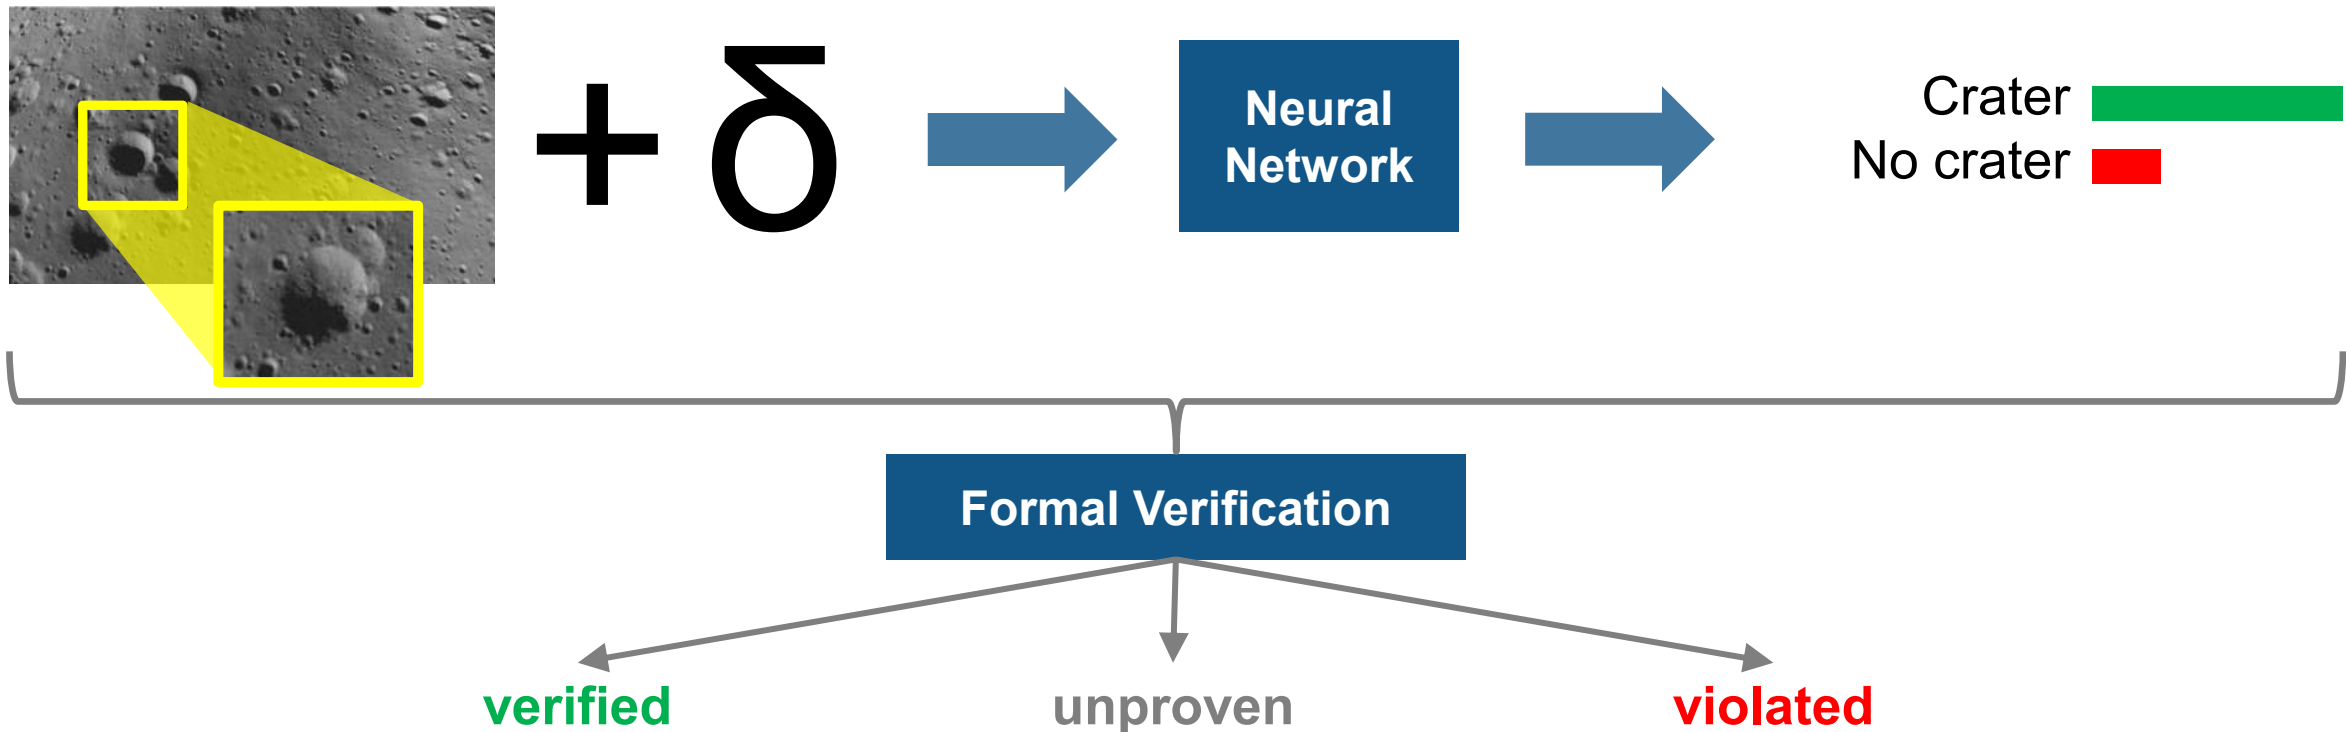 + δ
Neural
Network
Crater
No crater
Formal Verification
verified
unproven
violated